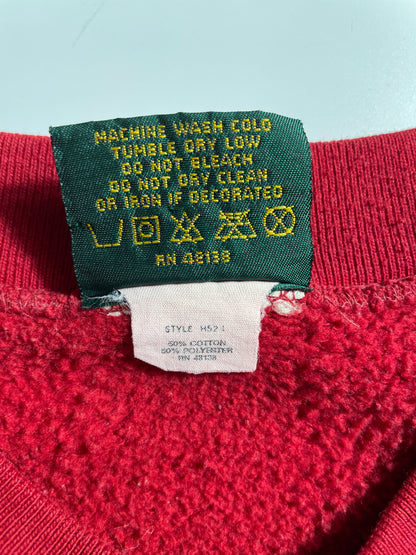 MACHINE WASH COLD
TUMBLE DRY LOW
DO NOT BLEACH
DO NOT DRY CLEAN
OR IRON IF DECORATED
RN 48138
STYLE H521
50% COTTON
50% POLYESTER
RN 48138